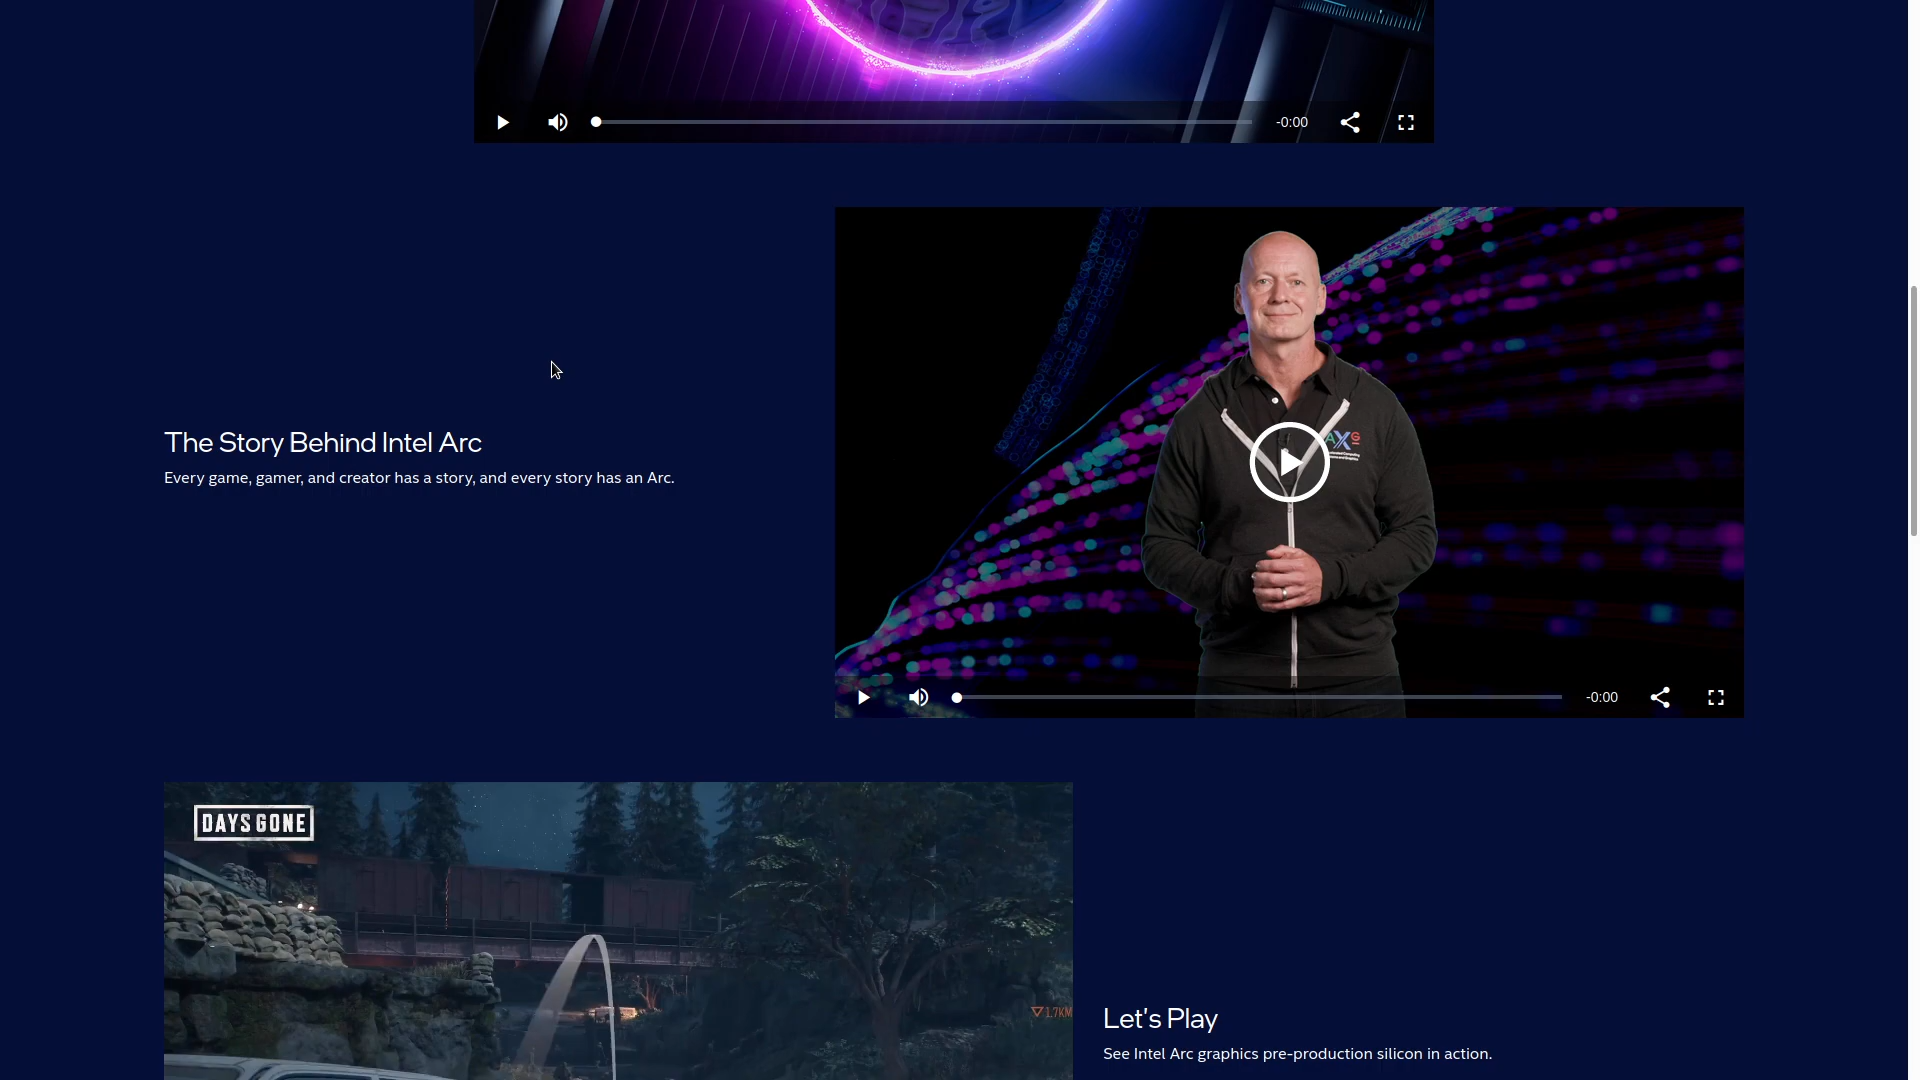 -0:00
The Story Behind Intel Arc
Every game, gamer, and creator has a story, and every story has an Arc.
AXG
-0:00
DAYS GONE
1.7KM
Let's Play
See Intel Arc graphics pre-production silicon in action.